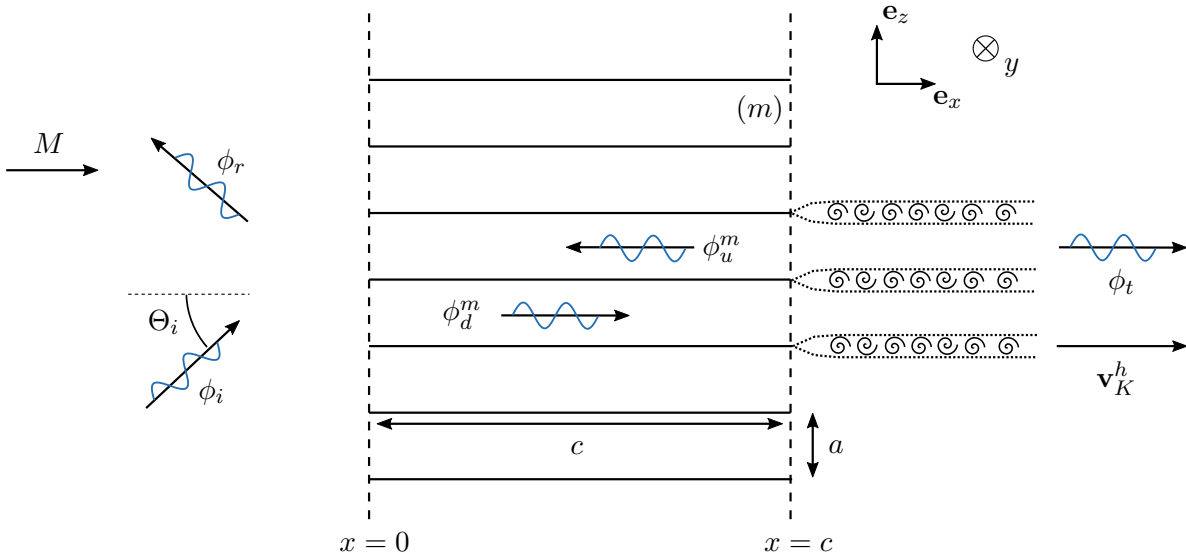 e_z
y
e_x
(m)
M
ϕ_r
ϕ_u^m
ϕ_t
Θ_i
ϕ_d^m
ϕ_i
v_K^h
c
a
x = 0
x = c